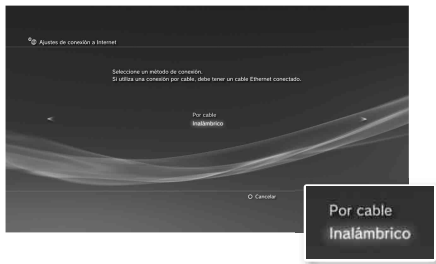 Ajustes de conexión a Internet
Seleccione un método de conexión.
Si utiliza una conexión por cable, debe tener un cable Ethernet conectado.
Por cable
Inalámbrico
Cancelar
Por cable
Inalámbrico